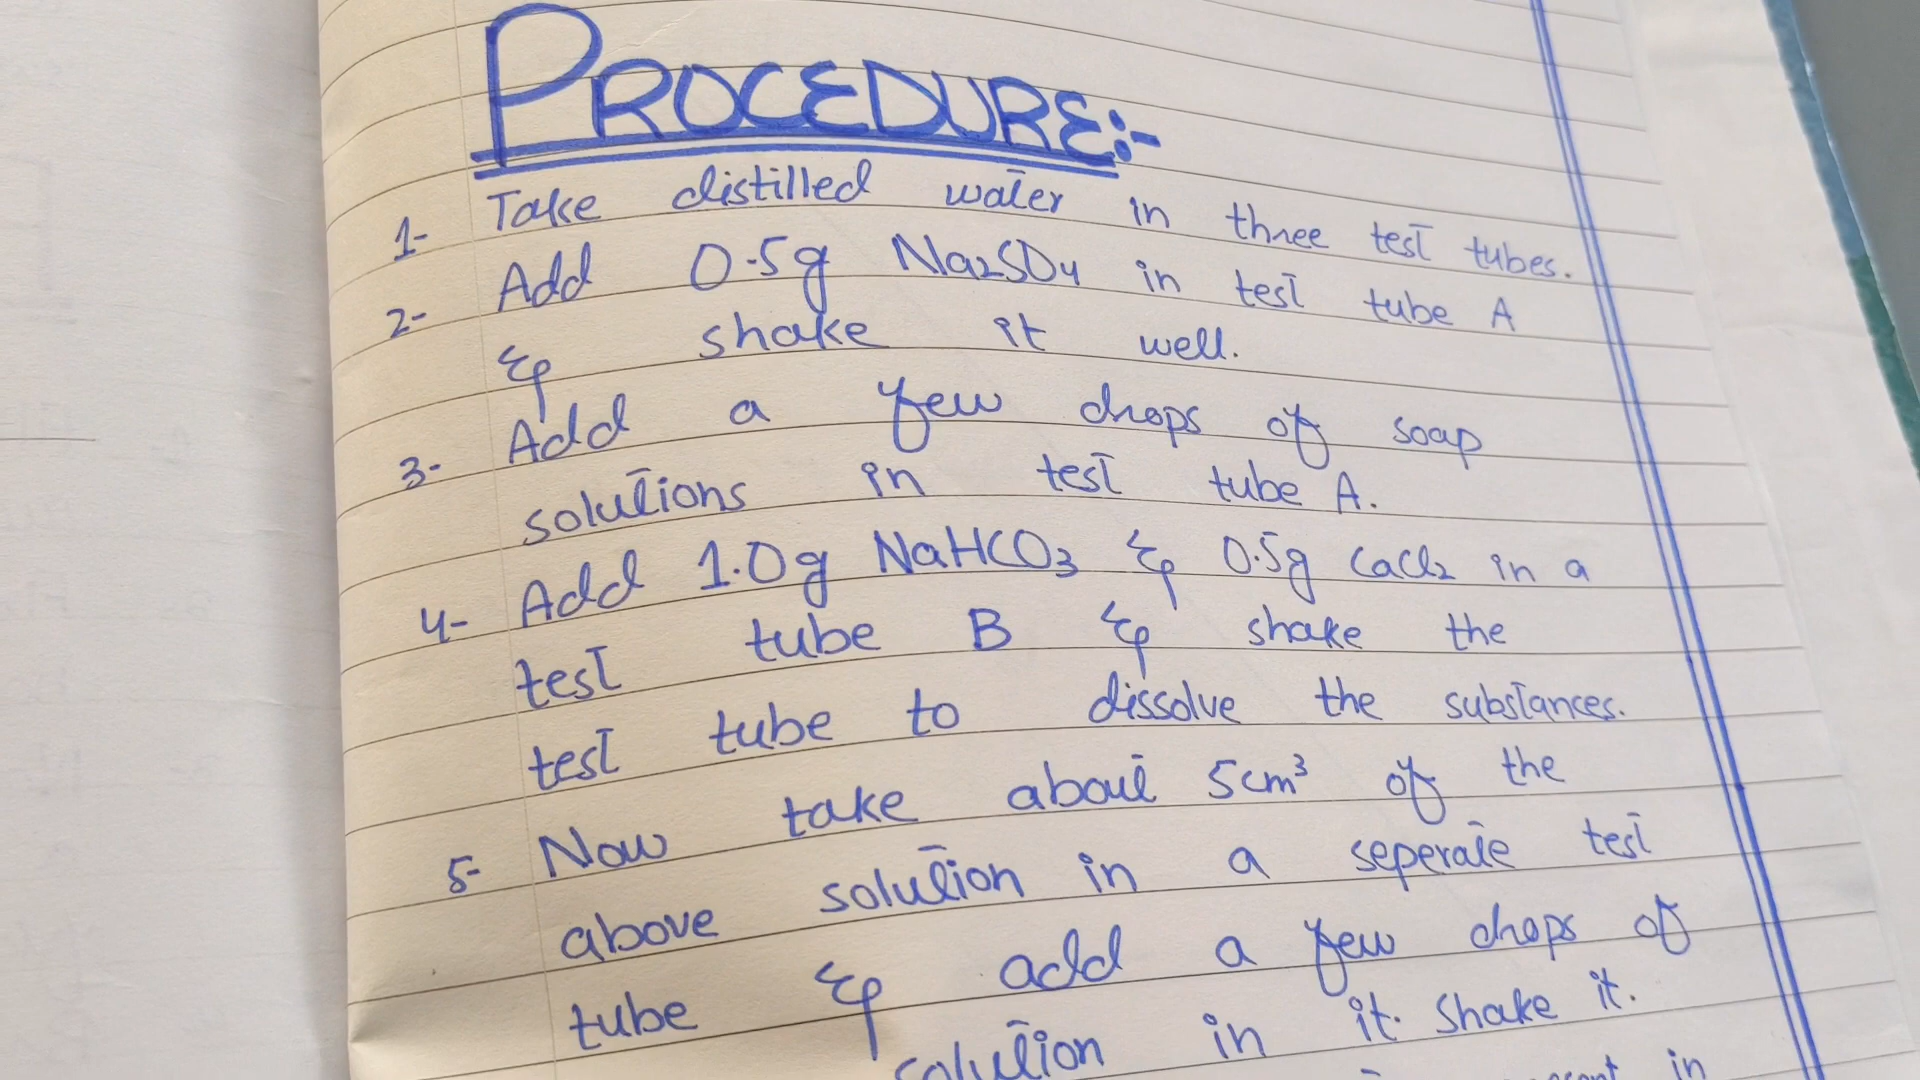 PROCEDURE:-
1- Take distilled water in three test tubes.
2- Add 0.5g Na2SO4 in test tube A
& shake it well.
3- Add a few drops of soap
solutions in test tube A.
4- Add 1.0g NaHCO3 & 0.5g CaCl2 in a
test tube B & shake the
test tube to dissolve the substances.
5- Now take about 5cm³ of the
above solution in a seperate test
tube & add a few drops of
solution in it. Shake it.
in